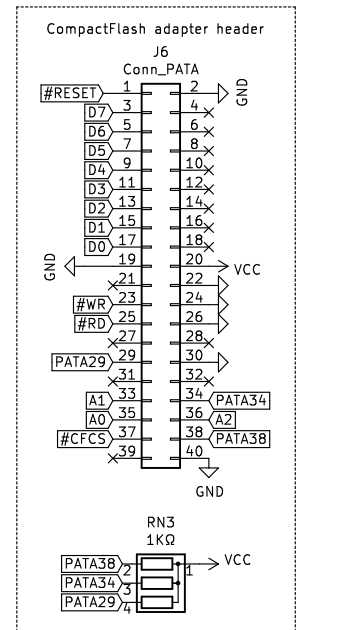 CompactFlash adapter header
J6
Conn_PATA
#RESET 1 2 GND
D7 3 4
D6 5 6
D5 7 8
D4 9 10
D3 11 12
D2 13 14
D1 15 16
D0 17 18
GND 19 20 VCC
21 22
#WR 23 24
#RD 25 26
27 28
PATA29 29 30
31 32
A1 33 34 PATA34
A0 35 36 A2
#CFCS 37 38 PATA38
39 40
GND
RN3
1KΩ
PATA38 2 1 VCC
PATA34 3
PATA29 4